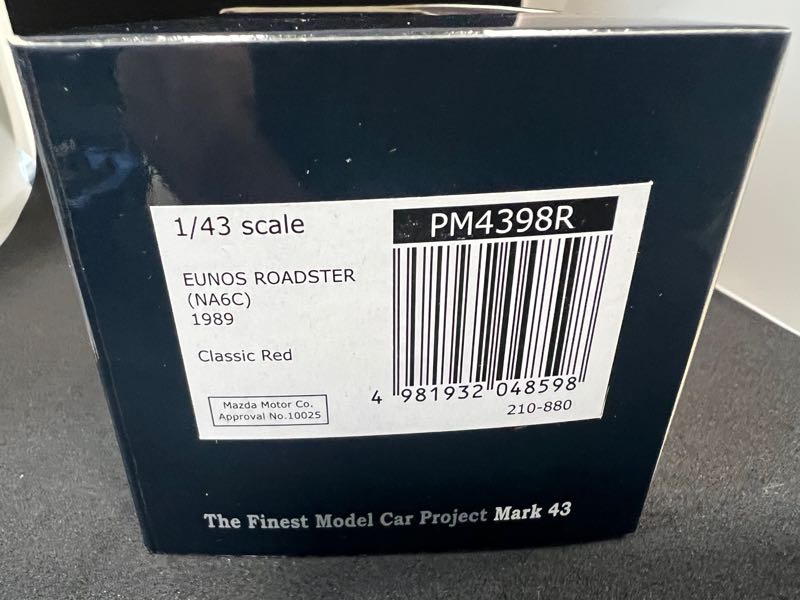 1/43 scale
EUNOS ROADSTER
(NA6C)
1989
Classic Red
Mazda Motor Co.
Approval No.10025
PM4398R
4 981932 048598
210-880
The Finest Model Car Project Mark 43